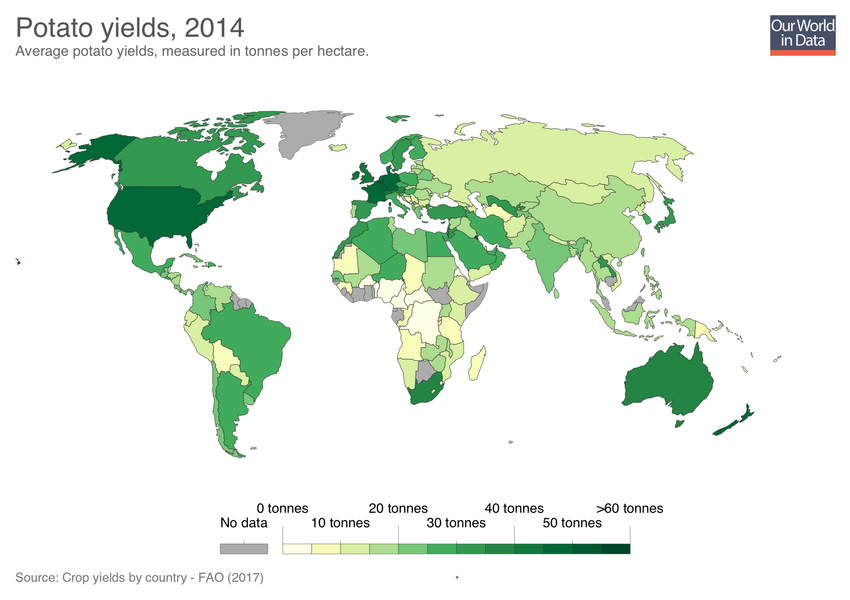 Potato yields, 2014
Average potato yields, measured in tonnes per hectare.
Our World
in Data
0 tonnes 20 tonnes 40 tonnes >60 tonnes
No data 10 tonnes 30 tonnes 50 tonnes
Source: Crop yields by country - FAO (2017)